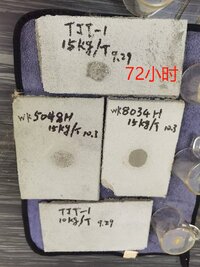 TJT-1
15kg/T
9.29
72小时
WK5048H
15kg/T 10.3
WK8034H
15kg/T 10.3
TJT-1
10kg/T 9.29